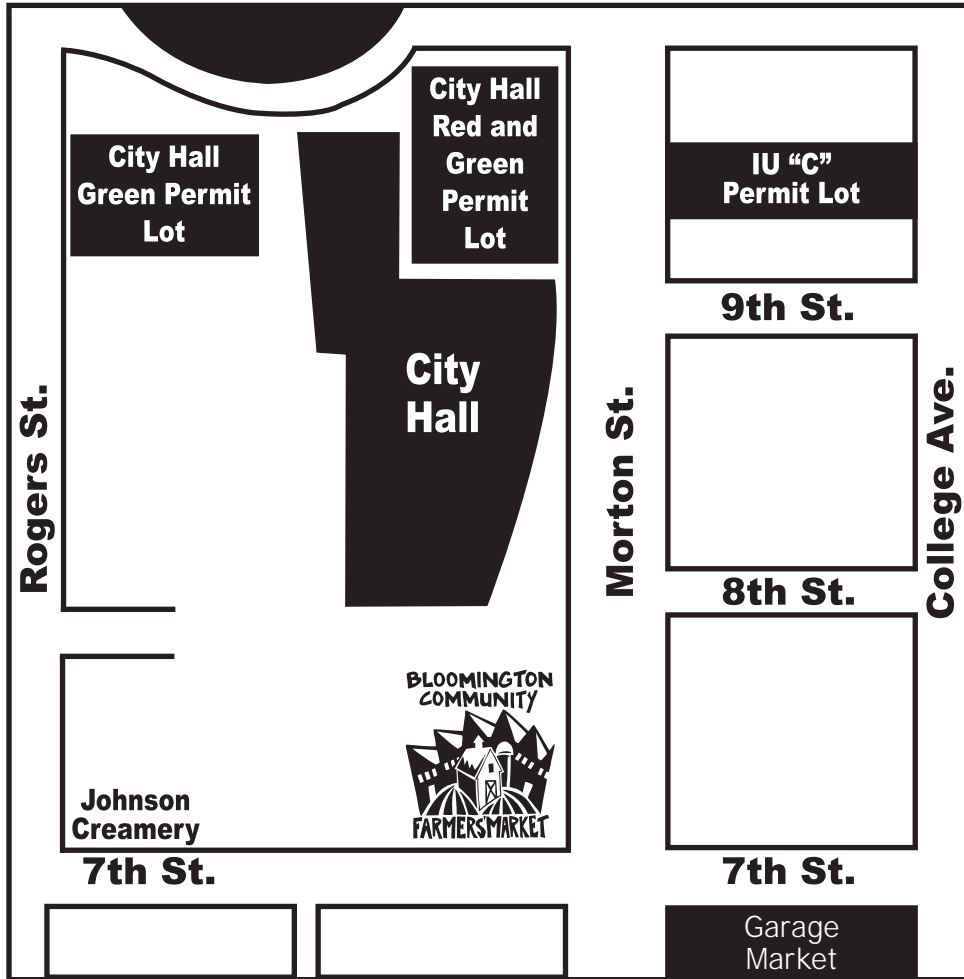 City Hall
Red and
Green
Permit
Lot
City Hall
Green Permit
Lot
IU “C”
Permit Lot
9th St.
City
Hall
Rogers St.
Morton St.
College Ave.
8th St.
BLOOMINGTON
COMMUNITY
FARMERS'MARKET
Johnson
Creamery
7th St.
7th St.
Garage
Market